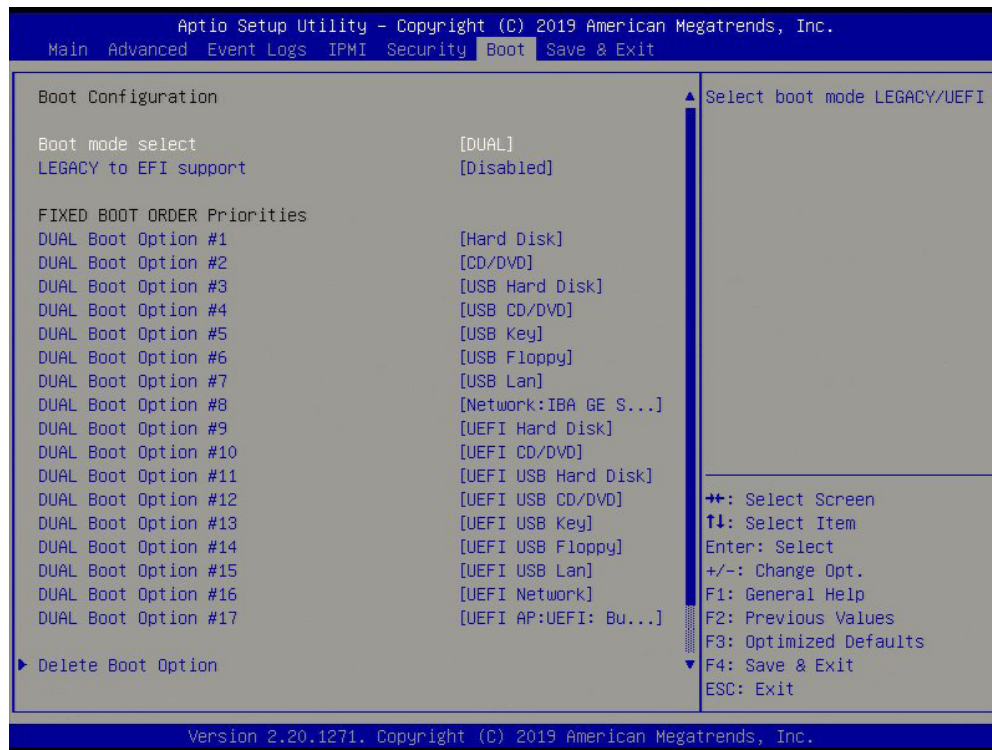 Aptio Setup Utility – Copyright (C) 2019 American Megatrends, Inc.
Main Advanced Event Logs IPMI Security Boot Save & Exit
Boot Configuration
Boot mode select [DUAL]
LEGACY to EFI support [Disabled]
FIXED BOOT ORDER Priorities
DUAL Boot Option #1 [Hard Disk]
DUAL Boot Option #2 [CD/DVD]
DUAL Boot Option #3 [USB Hard Disk]
DUAL Boot Option #4 [USB CD/DVD]
DUAL Boot Option #5 [USB Key]
DUAL Boot Option #6 [USB Floppy]
DUAL Boot Option #7 [USB Lan]
DUAL Boot Option #8 [Network:IBA GE S...]
DUAL Boot Option #9 [UEFI Hard Disk]
DUAL Boot Option #10 [UEFI CD/DVD]
DUAL Boot Option #11 [UEFI USB Hard Disk]
DUAL Boot Option #12 [UEFI USB CD/DVD]
DUAL Boot Option #13 [UEFI USB Key]
DUAL Boot Option #14 [UEFI USB Floppy]
DUAL Boot Option #15 [UEFI USB Lan]
DUAL Boot Option #16 [UEFI Network]
DUAL Boot Option #17 [UEFI AP:UEFI: Bu...]
Delete Boot Option
Select boot mode LEGACY/UEFI
→←: Select Screen
↑↓: Select Item
Enter: Select
+/-: Change Opt.
F1: General Help
F2: Previous Values
F3: Optimized Defaults
F4: Save & Exit
ESC: Exit
Version 2.20.1271. Copyright (C) 2019 American Megatrends, Inc.